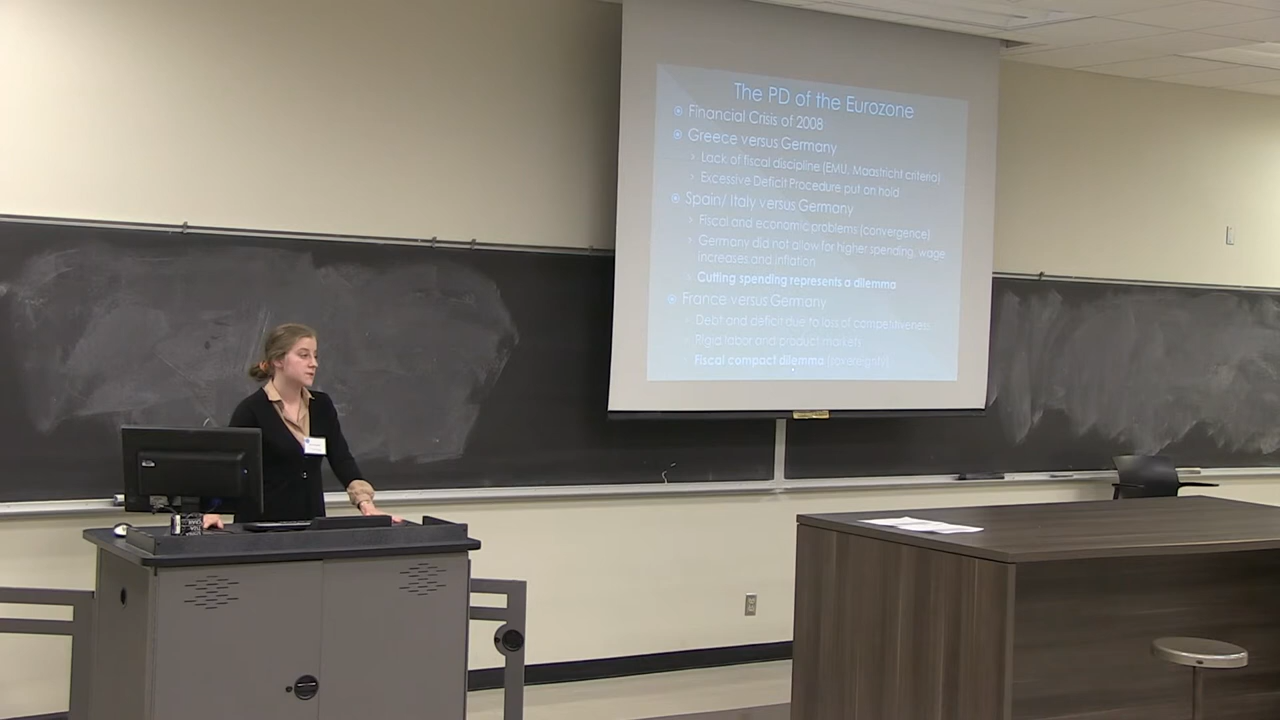 The PD of the Eurozone
Financial Crisis of 2008
Greece versus Germany
Lack of fiscal discipline (EMU, Maastricht criteria)
Excessive Deficit Procedure put on hold
Spain/ Italy versus Germany
Fiscal and economic problems (convergence)
Germany did not allow for higher spending, wage
increases and inflation
Cutting spending represents a dilemma
France versus Germany
Debt and deficit due to loss of competitiveness
Rigid labor and product markets
Fiscal compact dilemma (sovereignty)